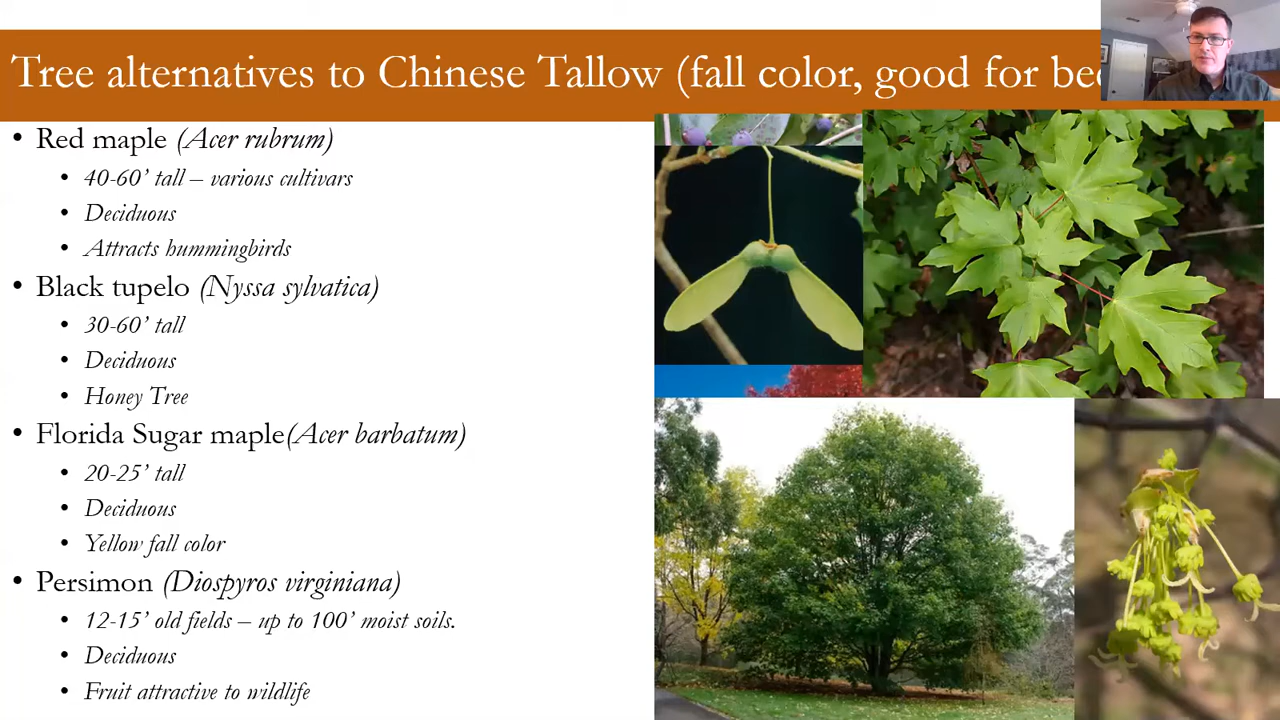 Tree alternatives to Chinese Tallow (fall color, good for bee
• Red maple (Acer rubrum)
• 40-60’ tall – various cultivars
• Deciduous
• Attracts hummingbirds
• Black tupelo (Nyssa sylvatica)
• 30-60’ tall
• Deciduous
• Honey Tree
• Florida Sugar maple(Acer barbatum)
• 20-25’ tall
• Deciduous
• Yellow fall color
• Persimon (Diospyros virginiana)
• 12-15’ old fields – up to 100’ moist soils.
• Deciduous
• Fruit attractive to wildlife